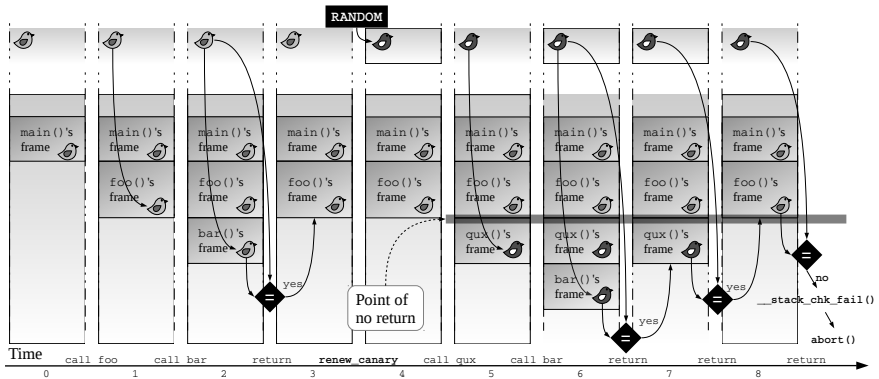 RANDOM
main()'s frame
main()'s frame
main()'s frame
main()'s frame
main()'s frame
main()'s frame
main()'s frame
main()'s frame
main()'s frame
foo()'s frame
foo()'s frame
foo()'s frame
foo()'s frame
foo()'s frame
foo()'s frame
foo()'s frame
foo()'s frame
bar()'s frame
qux()'s frame
qux()'s frame
qux()'s frame
bar()'s frame
=
yes
=
yes
=
yes
=
no
__stack_chk_fail()
abort()
Point of
no return
Time
call foo call bar return renew_canary call qux call bar return return return
0 1 2 3 4 5 6 7 8